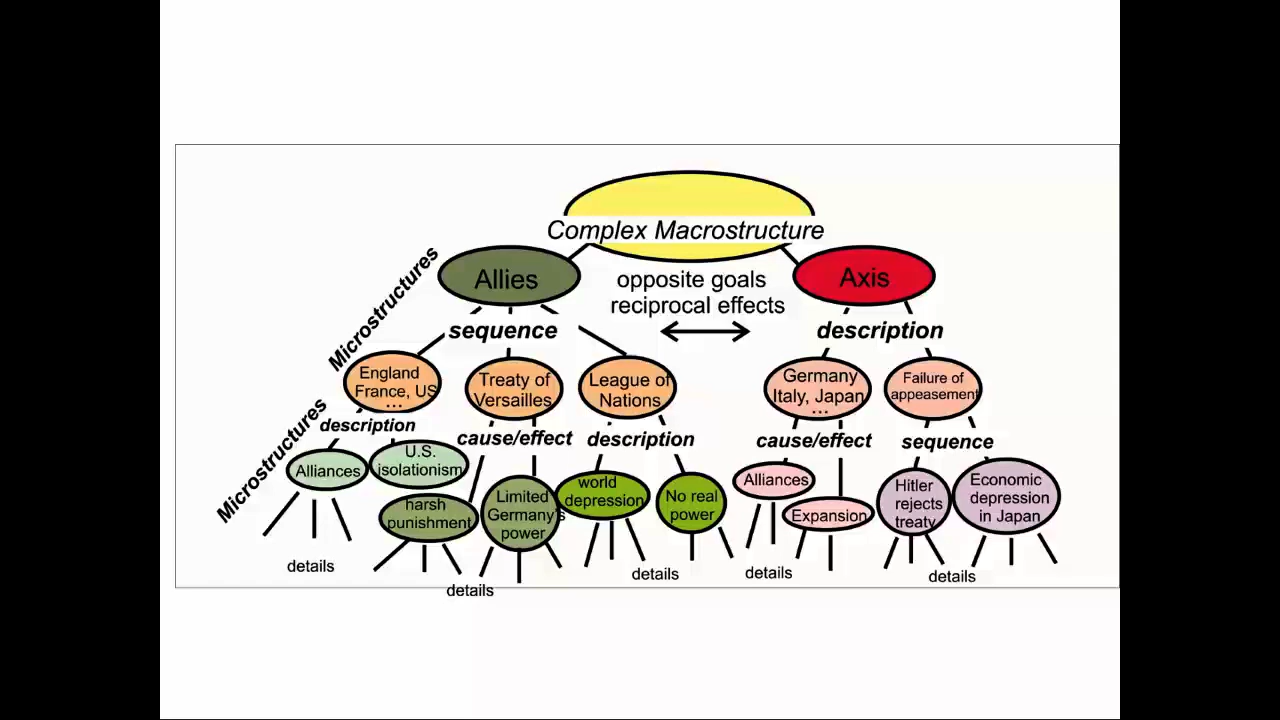 Complex Macrostructure
Microstructures
Allies
opposite goals
reciprocal effects
Axis
sequence
description
England
France, US
...
Treaty of
Versailles
League of
Nations
Germany
Italy, Japan
...
Failure of
appeasement
Microstructures
description
cause/effect
description
cause/effect
sequence
Alliances
U.S.
isolationism
harsh
punishment
Limited
Germany's
power
world
depression
No real
power
Alliances
Expansion
Hitler
rejects
treaty
Economic
depression
in Japan
details
details
details
details
details